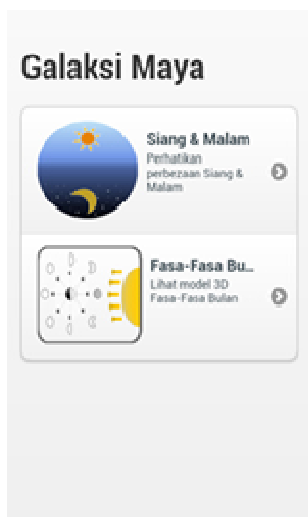 Galaksi Maya
Siang & Malam
Perhatikan
perbezaan Siang &
Malam
Fasa-Fasa Bu...
Lihat model 3D
Fasa-Fasa Bulan